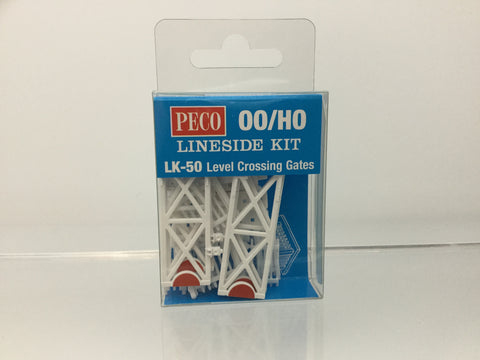 PECO OO/HO
LINESIDE KIT
LK-50 Level Crossing Gates